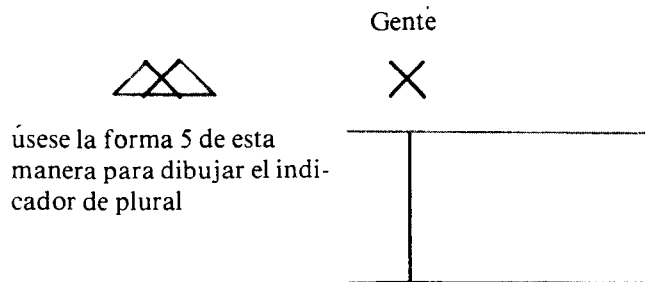 Gente
úsese la forma 5 de esta
manera para dibujar el indi-
cador de plural